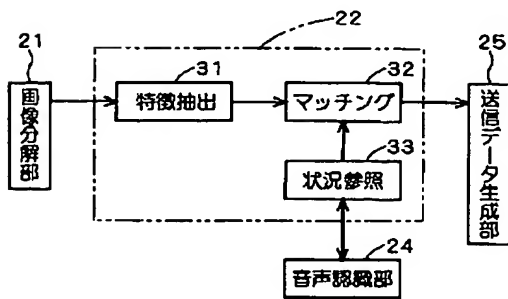 22
21
31
32
25
画像分解部
特徴抽出
マッチング
送信データ生成部
33
状況参照
24
音声認識部